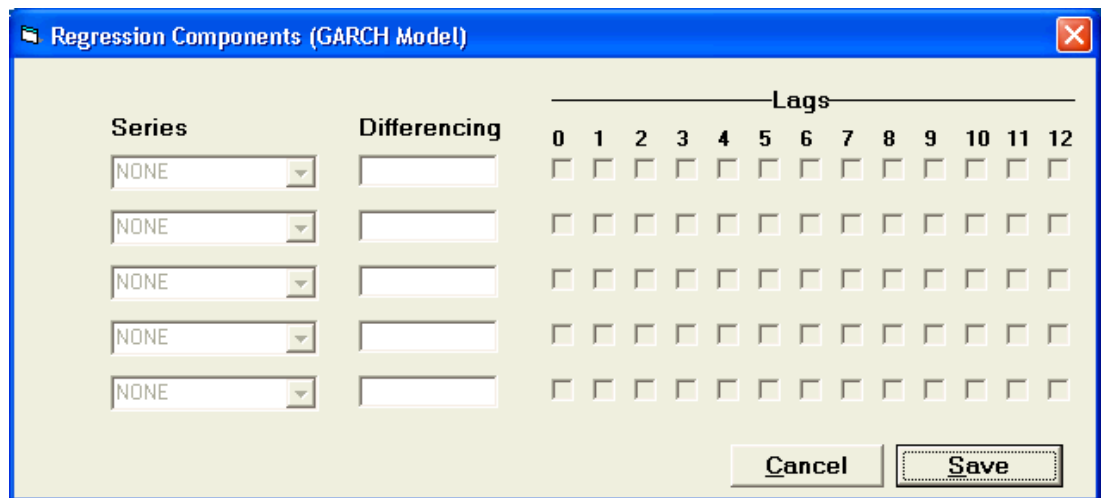 Regression Components (GARCH Model)
Lags
Series Differencing 0 1 2 3 4 5 6 7 8 9 10 11 12
NONE
NONE
NONE
NONE
NONE
Cancel Save